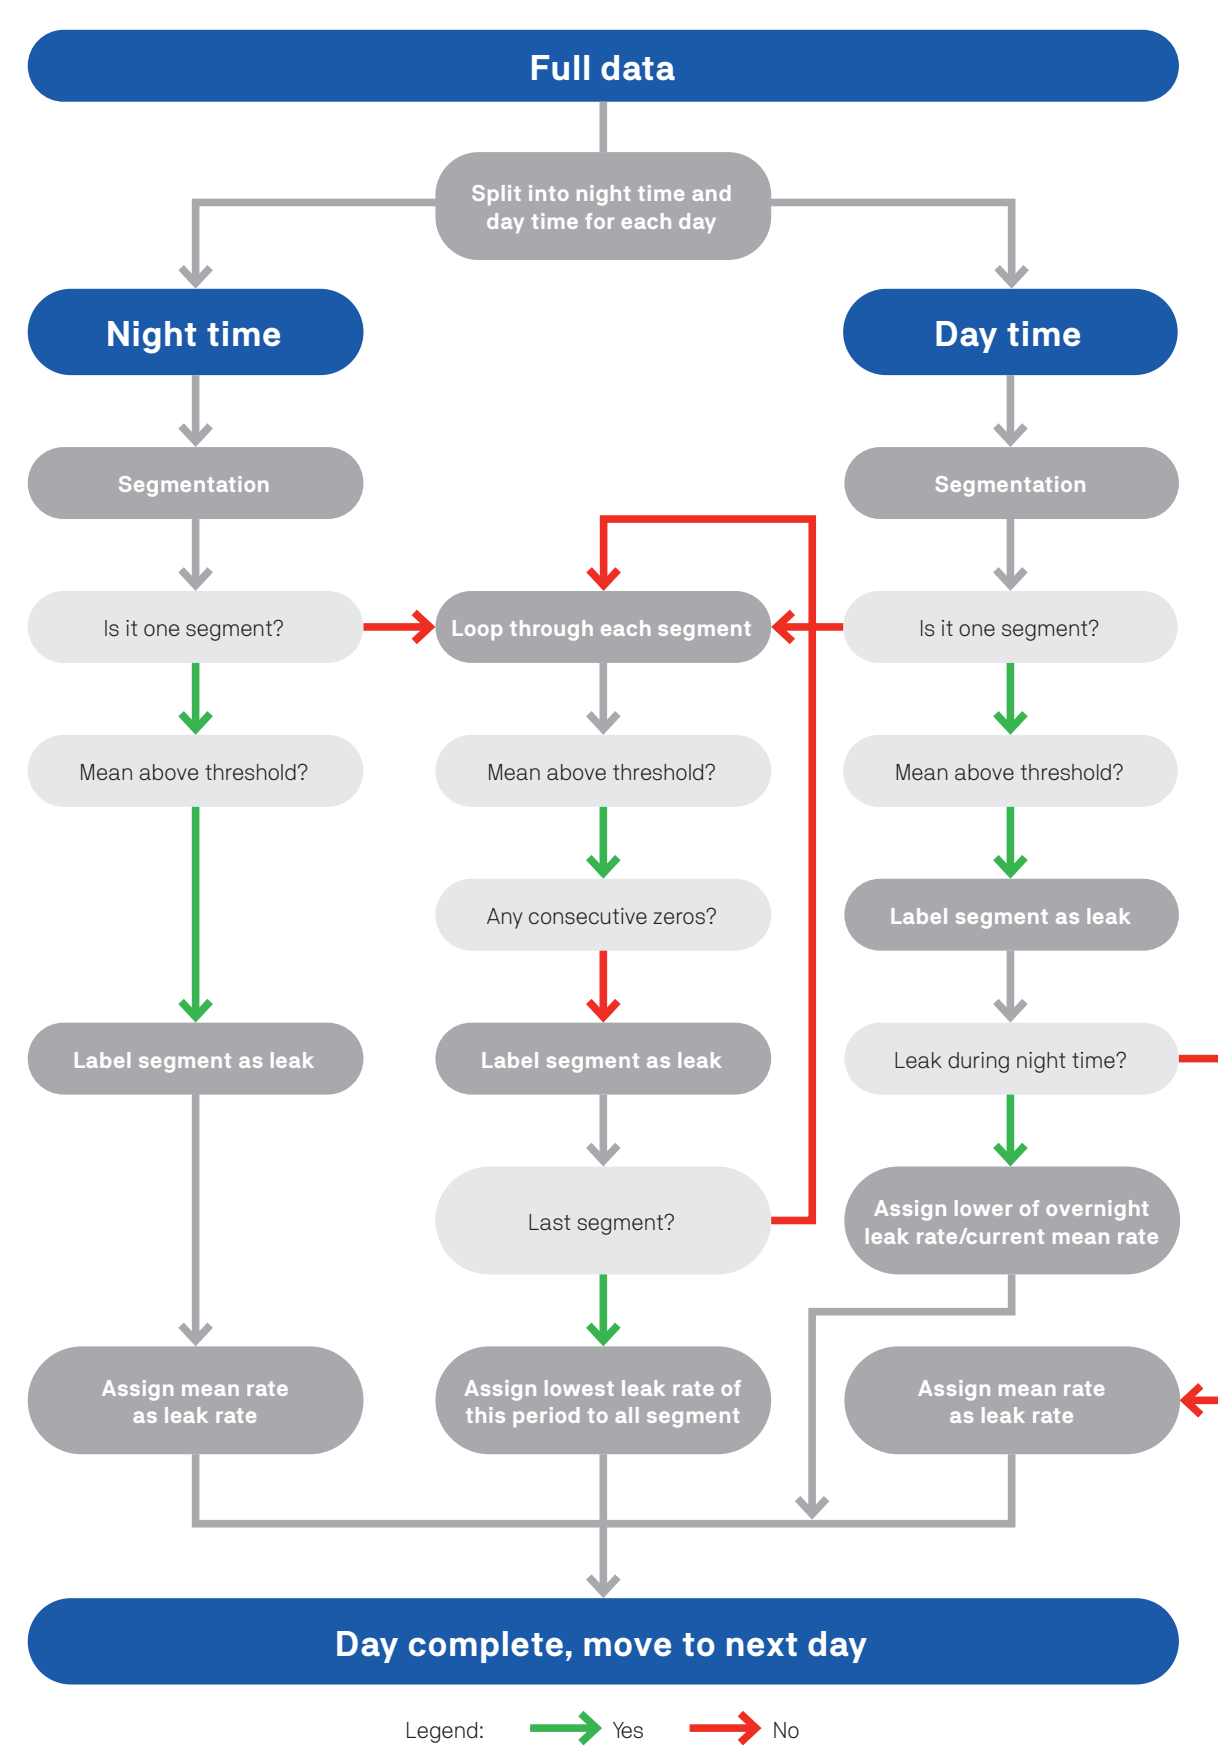 Full data
Split into night time and
day time for each day
Night time
Day time
Segmentation
Segmentation
Is it one segment?
Loop through each segment
Is it one segment?
Mean above threshold?
Mean above threshold?
Mean above threshold?
Any consecutive zeros?
Label segment as leak
Label segment as leak
Label segment as leak
Leak during night time?
Last segment?
Assign lower of overnight
leak rate/current mean rate
Assign mean rate
as leak rate
Assign lowest leak rate of
this period to all segment
Assign mean rate
as leak rate
Day complete, move to next day
Legend:
Yes
No